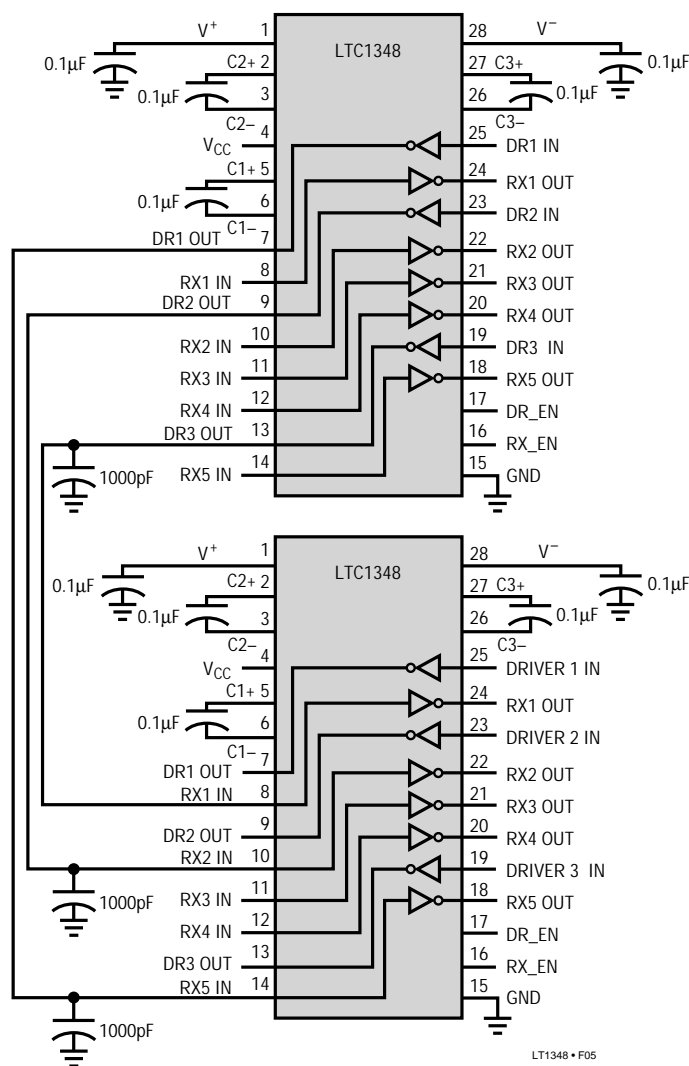 V+ 1 LTC1348 28 V−
0.1µF C2+ 2 27 C3+ 0.1µF
0.1µF 3 26 0.1µF
C2− C3−
4 25 DR1 IN
VCC
C1+ 5 24 RX1 OUT
0.1µF 6 23 DR2 IN
C1−
DR1 OUT 7 22 RX2 OUT
RX1 IN 8 21 RX3 OUT
DR2 OUT 9 20 RX4 OUT
RX2 IN 10 19 DR3 IN
RX3 IN 11 18 RX5 OUT
RX4 IN 12 17 DR_EN
DR3 OUT 13 16 RX_EN
1000pF RX5 IN 14 15 GND
V+ 1 LTC1348 28 V−
0.1µF C2+ 2 27 C3+ 0.1µF
0.1µF 3 26 0.1µF
C2− C3−
4 25 DRIVER 1 IN
VCC
C1+ 5 24 RX1 OUT
0.1µF 6 23 DRIVER 2 IN
C1−
DR1 OUT 7 22 RX2 OUT
RX1 IN 8 21 RX3 OUT
DR2 OUT 9 20 RX4 OUT
RX2 IN 10 19 DRIVER 3 IN
1000pF RX3 IN 11 18 RX5 OUT
RX4 IN 12 17 DR_EN
DR3 OUT 13 16 RX_EN
RX5 IN 14 15 GND
1000pF
LT1348 • F05